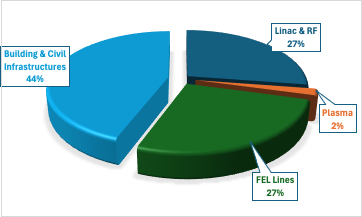 Linac & RF
27%
Building & Civil
Infrastructures
44%
Plasma
2%
FEL Lines
27%